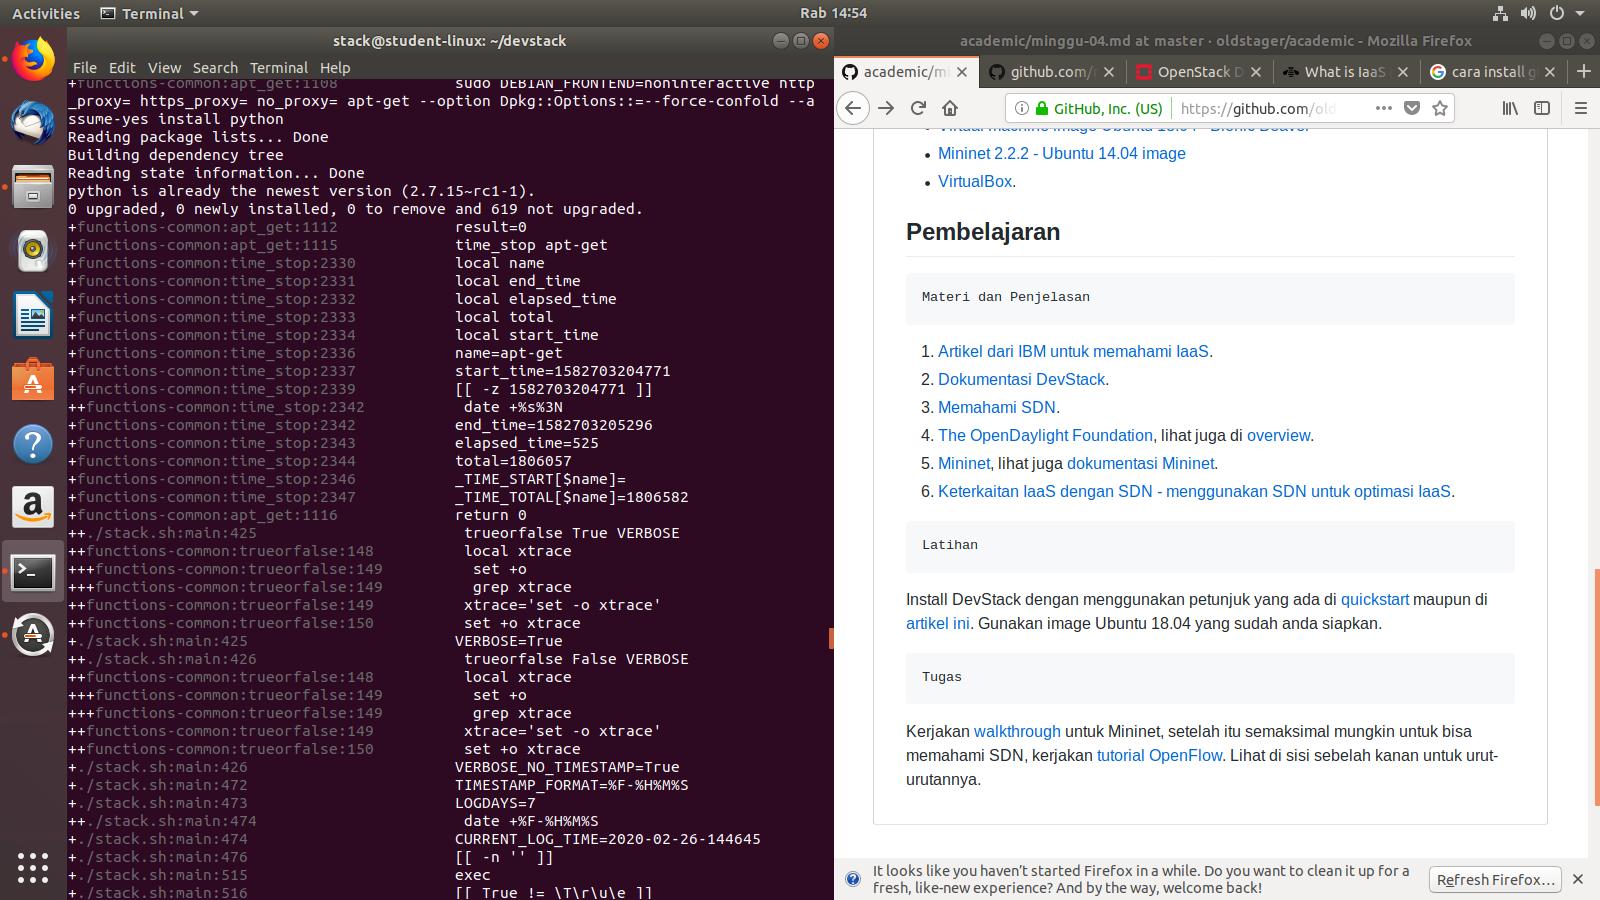 Activities
Terminal
Rab 14:54
stack@student-linux: ~/devstack
File Edit View Search Terminal Help
+functions-common:apt_get:1108 sudo DEBIAN_FRONTEND=noninteractive http
_proxy= https_proxy= no_proxy= apt-get --option Dpkg::Options::=--force-confold --a
ssume-yes install python
Reading package lists... Done
Building dependency tree
Reading state information... Done
python is already the newest version (2.7.15~rc1-1).
0 upgraded, 0 newly installed, 0 to remove and 619 not upgraded.
+functions-common:apt_get:1112 result=0
+functions-common:apt_get:1115 time_stop apt-get
+functions-common:time_stop:2330 local name
+functions-common:time_stop:2331 local end_time
+functions-common:time_stop:2332 local elapsed_time
+functions-common:time_stop:2333 local total
+functions-common:time_stop:2334 local start_time
+functions-common:time_stop:2336 name=apt-get
+functions-common:time_stop:2337 start_time=1582703204771
+functions-common:time_stop:2339 [[ -z 1582703204771 ]]
++functions-common:time_stop:2342 date +%s%3N
+functions-common:time_stop:2342 end_time=1582703205296
+functions-common:time_stop:2343 elapsed_time=525
+functions-common:time_stop:2344 total=1806057
+functions-common:time_stop:2346 _TIME_START[$name]=
+functions-common:time_stop:2347 _TIME_TOTAL[$name]=1806582
+functions-common:apt_get:1116 return 0
++./stack.sh:main:425 trueorfalse True VERBOSE
++functions-common:trueorfalse:148 local xtrace
+++functions-common:trueorfalse:149 set +o
+++functions-common:trueorfalse:149 grep xtrace
++functions-common:trueorfalse:149 xtrace='set -o xtrace'
++functions-common:trueorfalse:150 set +o xtrace
+./stack.sh:main:425 VERBOSE=True
++./stack.sh:main:426 trueorfalse False VERBOSE
++functions-common:trueorfalse:148 local xtrace
+++functions-common:trueorfalse:149 set +o
+++functions-common:trueorfalse:149 grep xtrace
++functions-common:trueorfalse:149 xtrace='set -o xtrace'
++functions-common:trueorfalse:150 set +o xtrace
+./stack.sh:main:426 VERBOSE_NO_TIMESTAMP=True
+./stack.sh:main:472 TIMESTAMP_FORMAT=%F-%H%M%S
+./stack.sh:main:473 LOGDAYS=7
++./stack.sh:main:474 date +%F-%H%M%S
+./stack.sh:main:474 CURRENT_LOG_TIME=2020-02-26-144645
+./stack.sh:main:476 [[ -n '' ]]
+./stack.sh:main:515 exec
+./stack.sh:main:516 [[ True != \T\r\u\e ]]
academic/minggu-04.md at master · oldstager/academic - Mozilla Firefox
academic/mi
github.com/
OpenStack D
What is IaaS
cara install g
GitHub, Inc. (US)
https://github.com/old
Virtual machine image Ubuntu 18.04 - Bionic Beaver
Mininet 2.2.2 - Ubuntu 14.04 image
VirtualBox.
Pembelajaran
Materi dan Penjelasan
1. Artikel dari IBM untuk memahami IaaS.
2. Dokumentasi DevStack.
3. Memahami SDN.
4. The OpenDaylight Foundation, lihat juga di overview.
5. Mininet, lihat juga dokumentasi Mininet.
6. Keterkaitan IaaS dengan SDN - menggunakan SDN untuk optimasi IaaS.
Latihan
Install DevStack dengan menggunakan petunjuk yang ada di quickstart maupun di
artikel ini. Gunakan image Ubuntu 18.04 yang sudah anda siapkan.
Tugas
Kerjakan walkthrough untuk Mininet, setelah itu semaksimal mungkin untuk bisa
memahami SDN, kerjakan tutorial OpenFlow. Lihat di sisi sebelah kanan untuk urut-
urutannya.
It looks like you haven't started Firefox in a while. Do you want to clean it up for a
fresh, like-new experience? And by the way, welcome back!
Refresh Firefox…